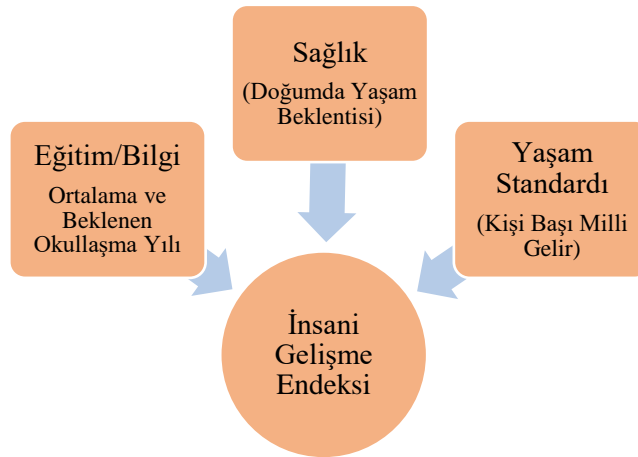 Sağlık
(Doğumda Yaşam
Beklentisi)
Eğitim/Bilgi
Ortalama ve
Beklenen
Okullaşma Yılı
Yaşam
Standardı
(Kişi Başı Milli
Gelir)
İnsani
Gelişme
Endeksi